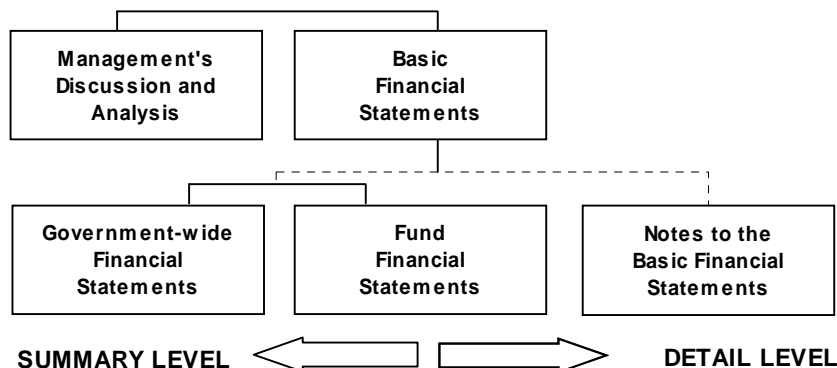 Management's
Discussion and
Analysis
Basic
Financial
Statements
Government-wide
Financial
Statements
Fund
Financial
Statements
Notes to the
Basic Financial
Statements
SUMMARY LEVEL
DETAIL LEVEL